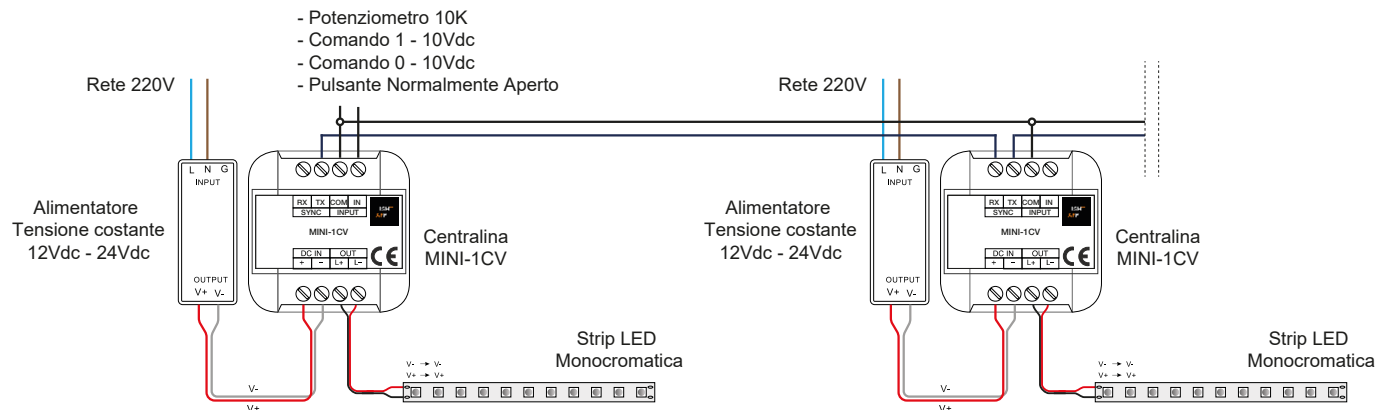 - Potenziometro 10K
- Comando 1 - 10Vdc
- Comando 0 - 10Vdc
- Pulsante Normalmente Aperto
Rete 220V
L N G
INPUT
Alimentatore
Tensione costante
12Vdc - 24Vdc
OUTPUT
V+ V-
RX TX COM IN
SYNC INPUT
MINI-1CV
DC IN OUT
+ - L+ L-
CE
Centralina
MINI-1CV
Strip LED
Monocromatica
V- → V-
V+ → V+
V-
V+
Rete 220V
L N G
INPUT
Alimentatore
Tensione costante
12Vdc - 24Vdc
OUTPUT
V+ V-
RX TX COM IN
SYNC INPUT
MINI-1CV
DC IN OUT
+ - L+ L-
CE
Centralina
MINI-1CV
Strip LED
Monocromatica
V- → V-
V+ → V+
V-
V+